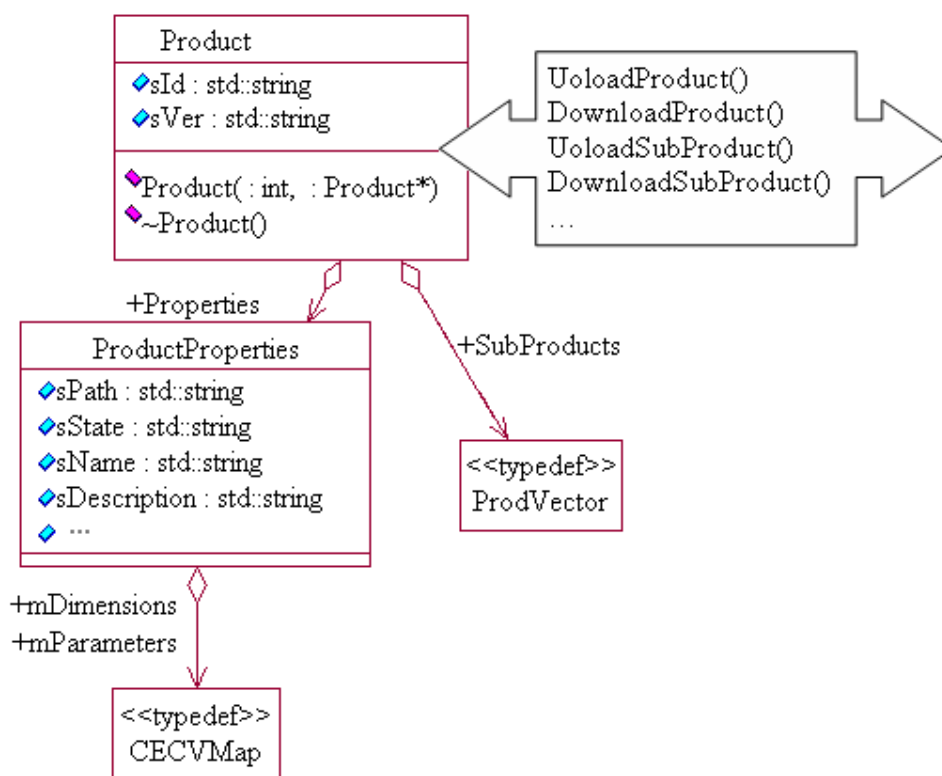 Product
sId : std::string
sVer : std::string
Product( : int, : Product*)
~Product()
UoloadProduct()
DownloadProduct()
UoloadSubProduct()
DownloadSubProduct()
...
+Properties
+SubProducts
ProductProperties
sPath : std::string
sState : std::string
sName : std::string
sDescription : std::string
...
<<typedef>>
ProdVector
+mDimensions
+mParameters
<<typedef>>
CECVMap